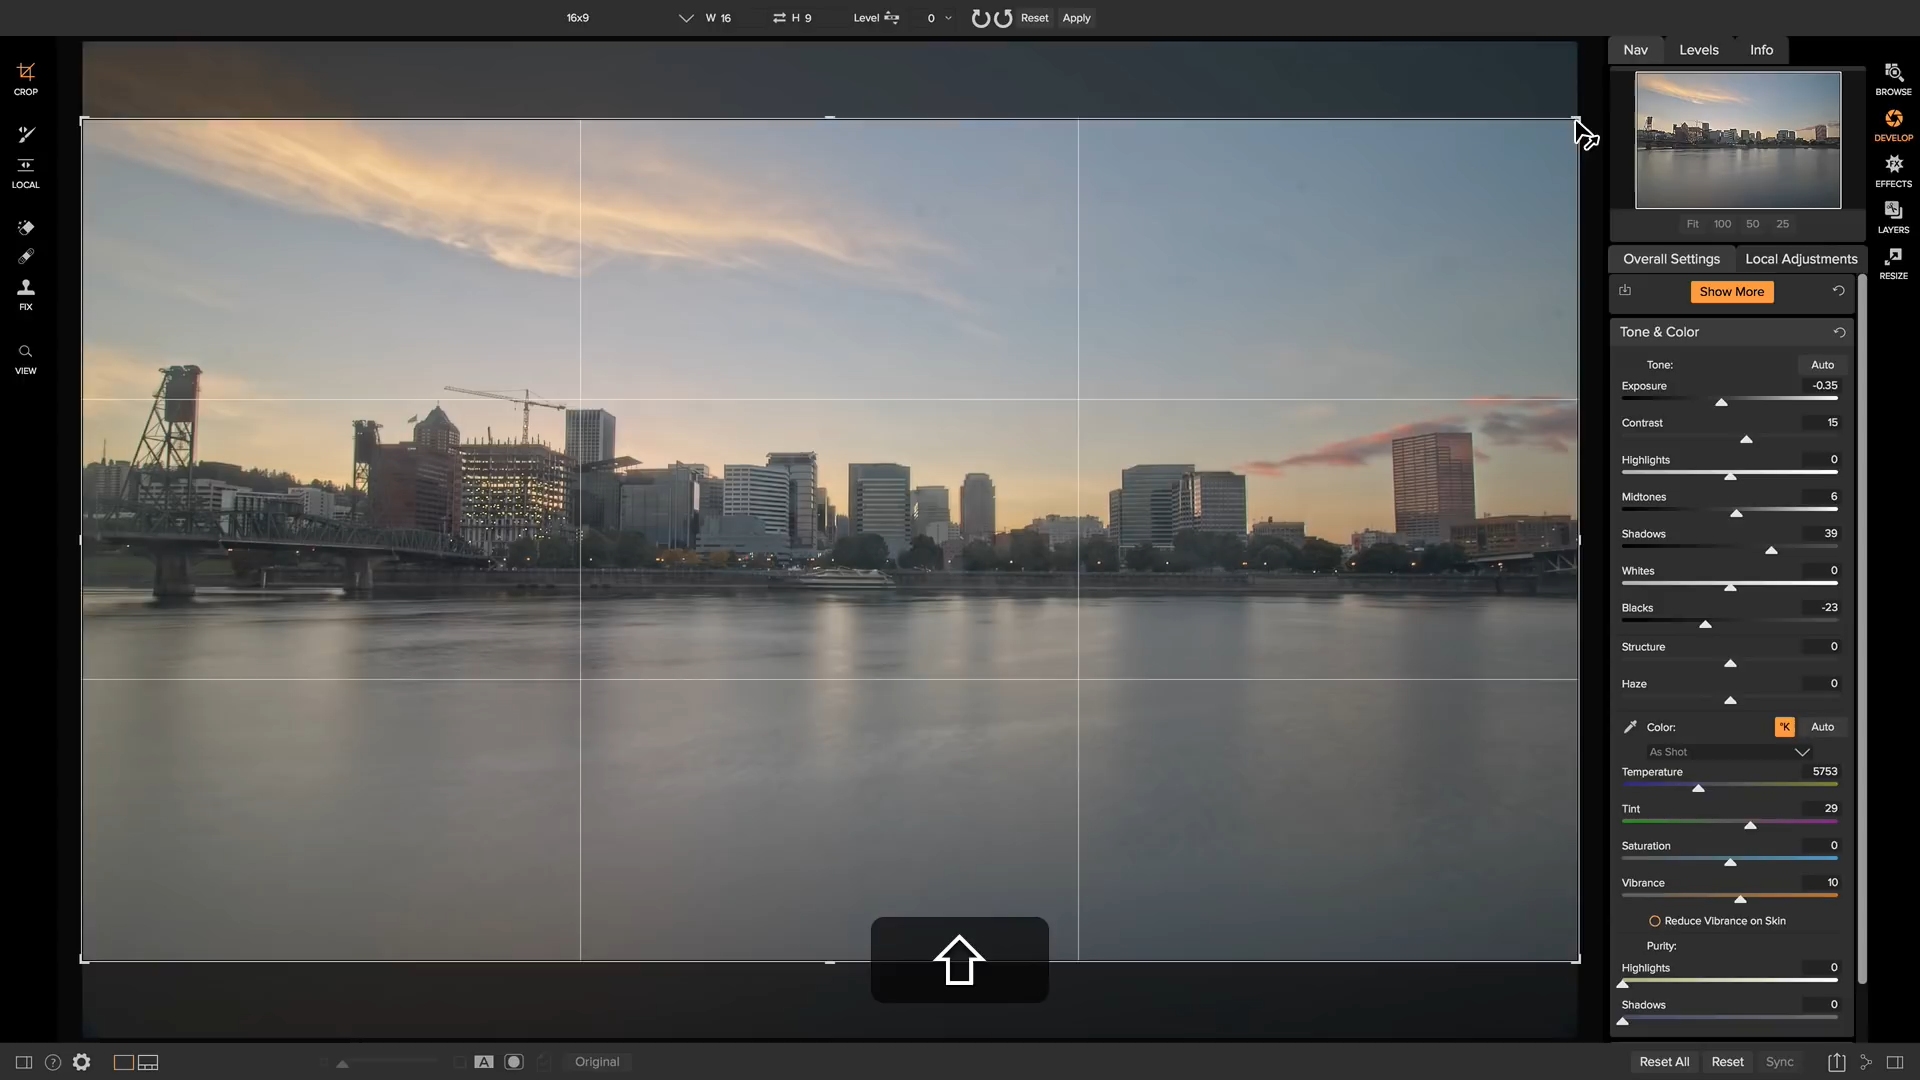 16x9 W 16 H 9 Level 0 Reset Apply
CROP
LOCAL
FIX
VIEW
Nav Levels Info
Fit 100 50 25
BROWSE
DEVELOP
EFFECTS
LAYERS
RESIZE
Overall Settings Local Adjustments
Show More
Tone & Color
Tone: Auto
Exposure -0.35
Contrast 15
Highlights 0
Midtones 6
Shadows 39
Whites 0
Blacks -23
Structure 0
Haze 0
Color: °K Auto
As Shot
Temperature 5753
Tint 29
Saturation 0
Vibrance 10
Reduce Vibrance on Skin
Purity:
Highlights 0
Shadows 0
? A Original
Reset All Reset Sync